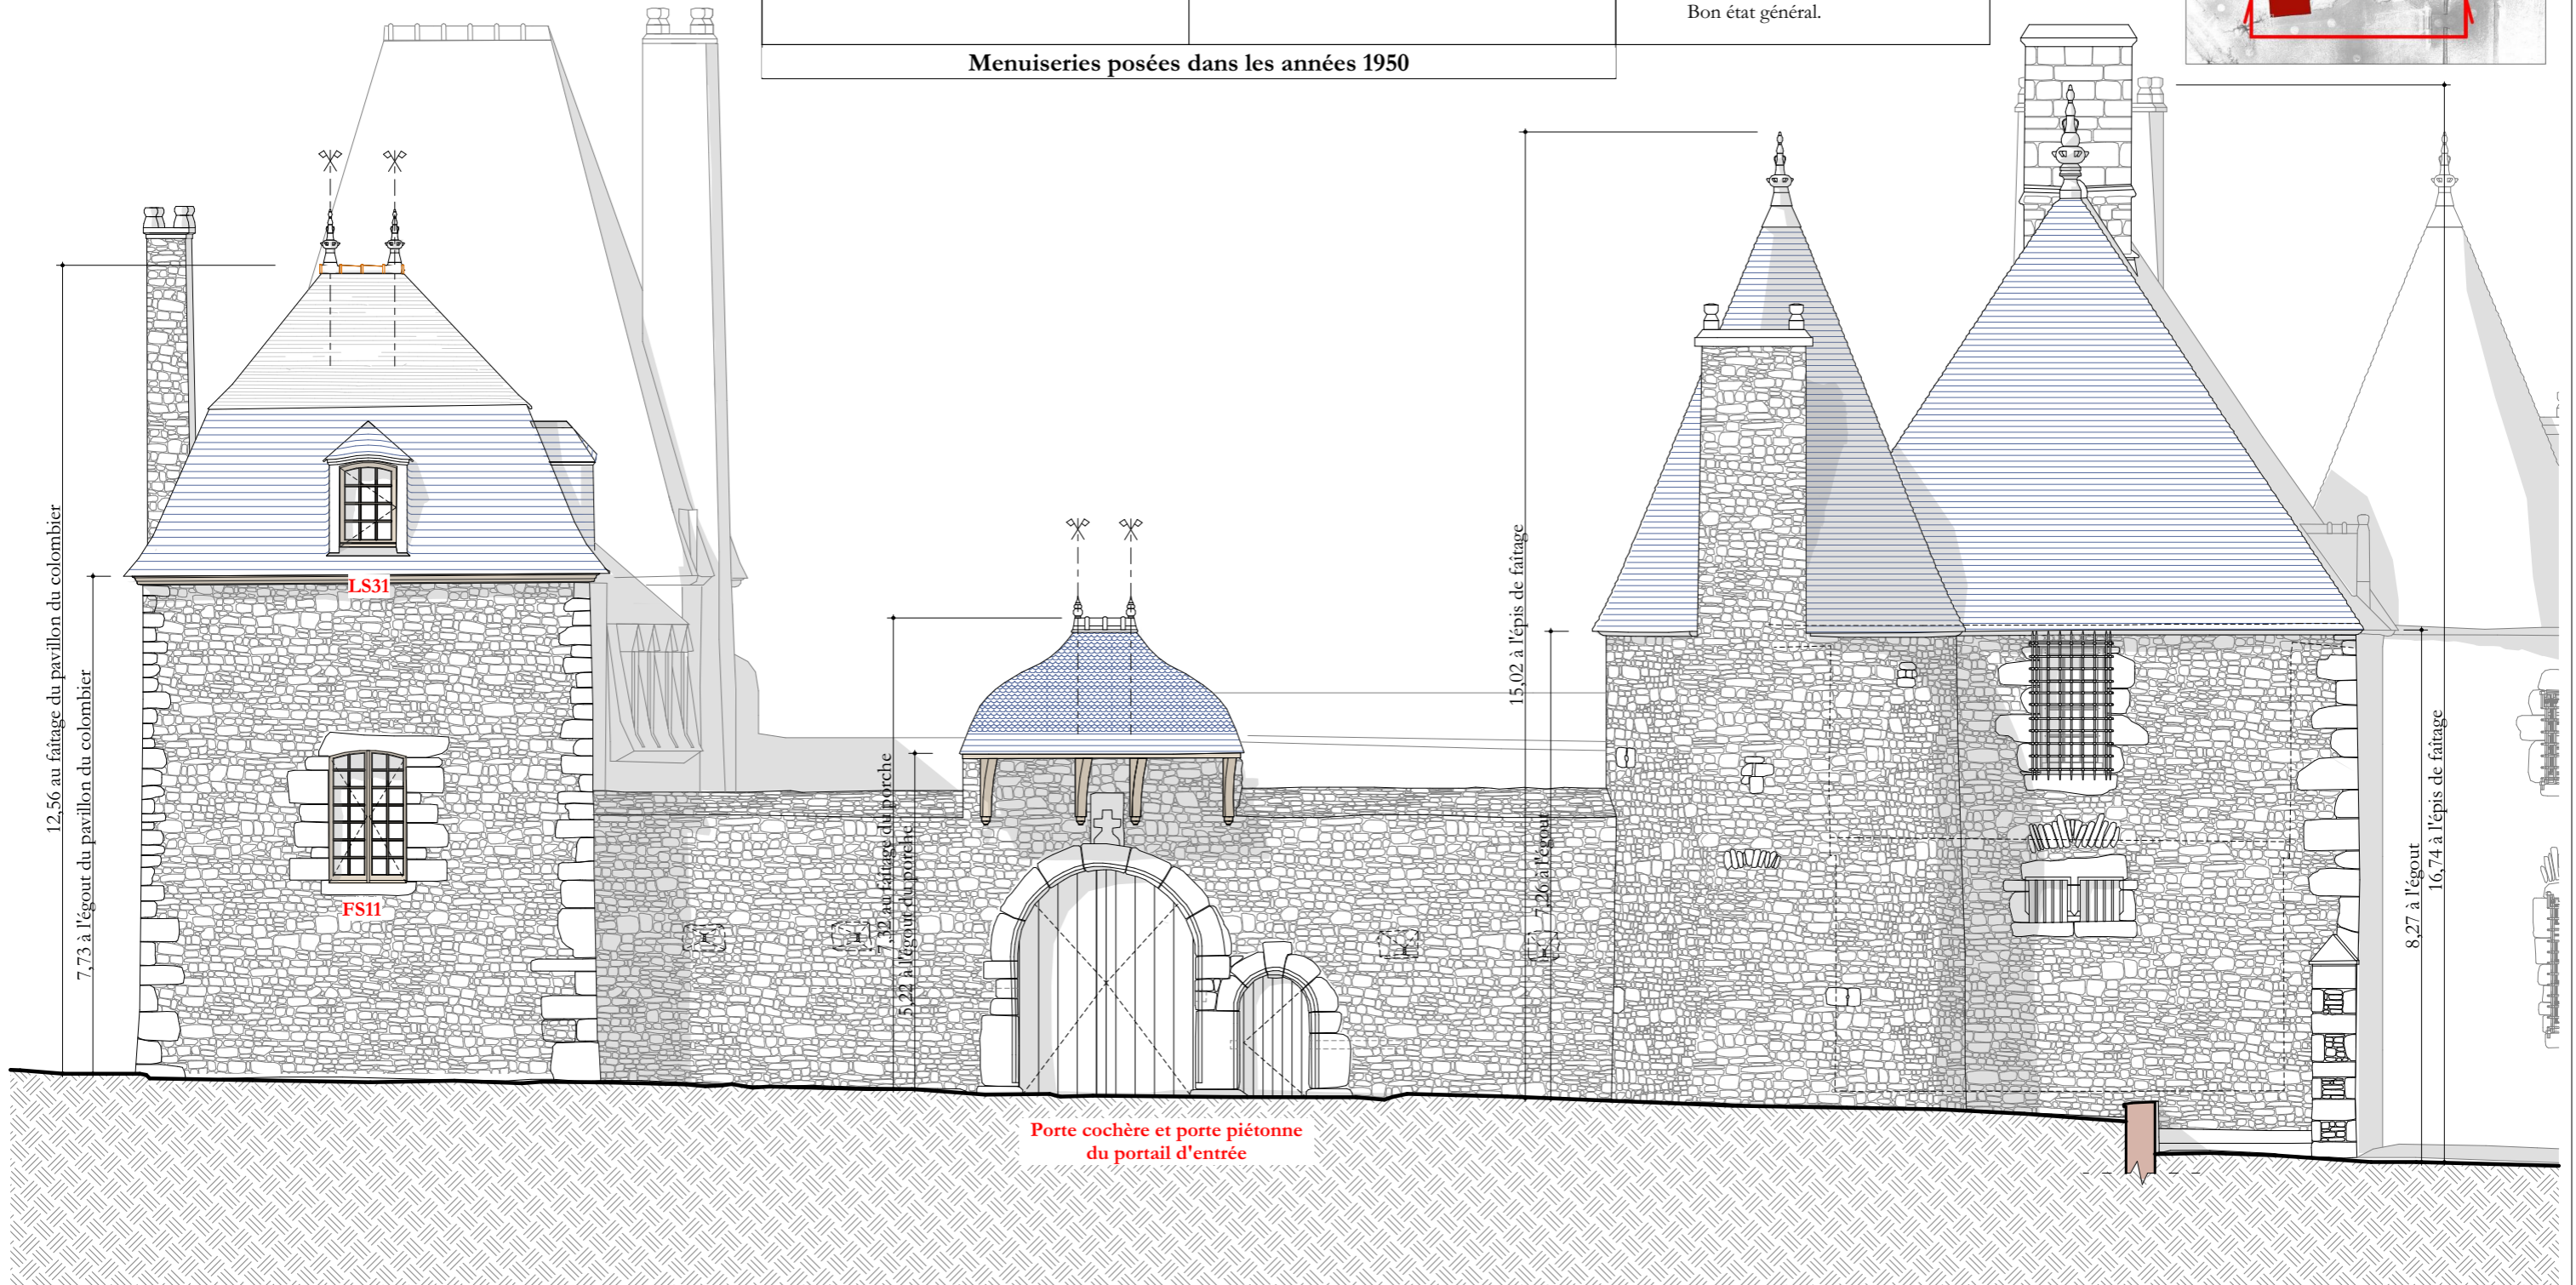 Bon état général.
Menuiseries posées dans les années 1950
12,56 au faîtage du pavillon du colombier
7,73 à l'égout du pavillon du colombier
LS31
FS11
7,32 au faîtage du porche
5,22 à l'égout du porche
Porte cochère et porte piétonne
du portail d'entrée
15,02 à l'épis de faîtage
7,26 à l'égout
8,27 à l'égout
16,74 à l'épis de faîtage